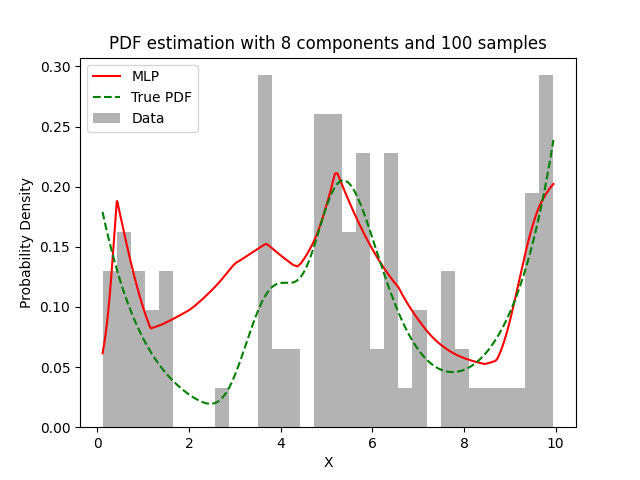 PDF estimation with 8 components and 100 samples
MLP
True PDF
Data
Probability Density
0.30
0.25
0.20
0.15
0.10
0.05
0.00
0 2 4 6 8 10
X